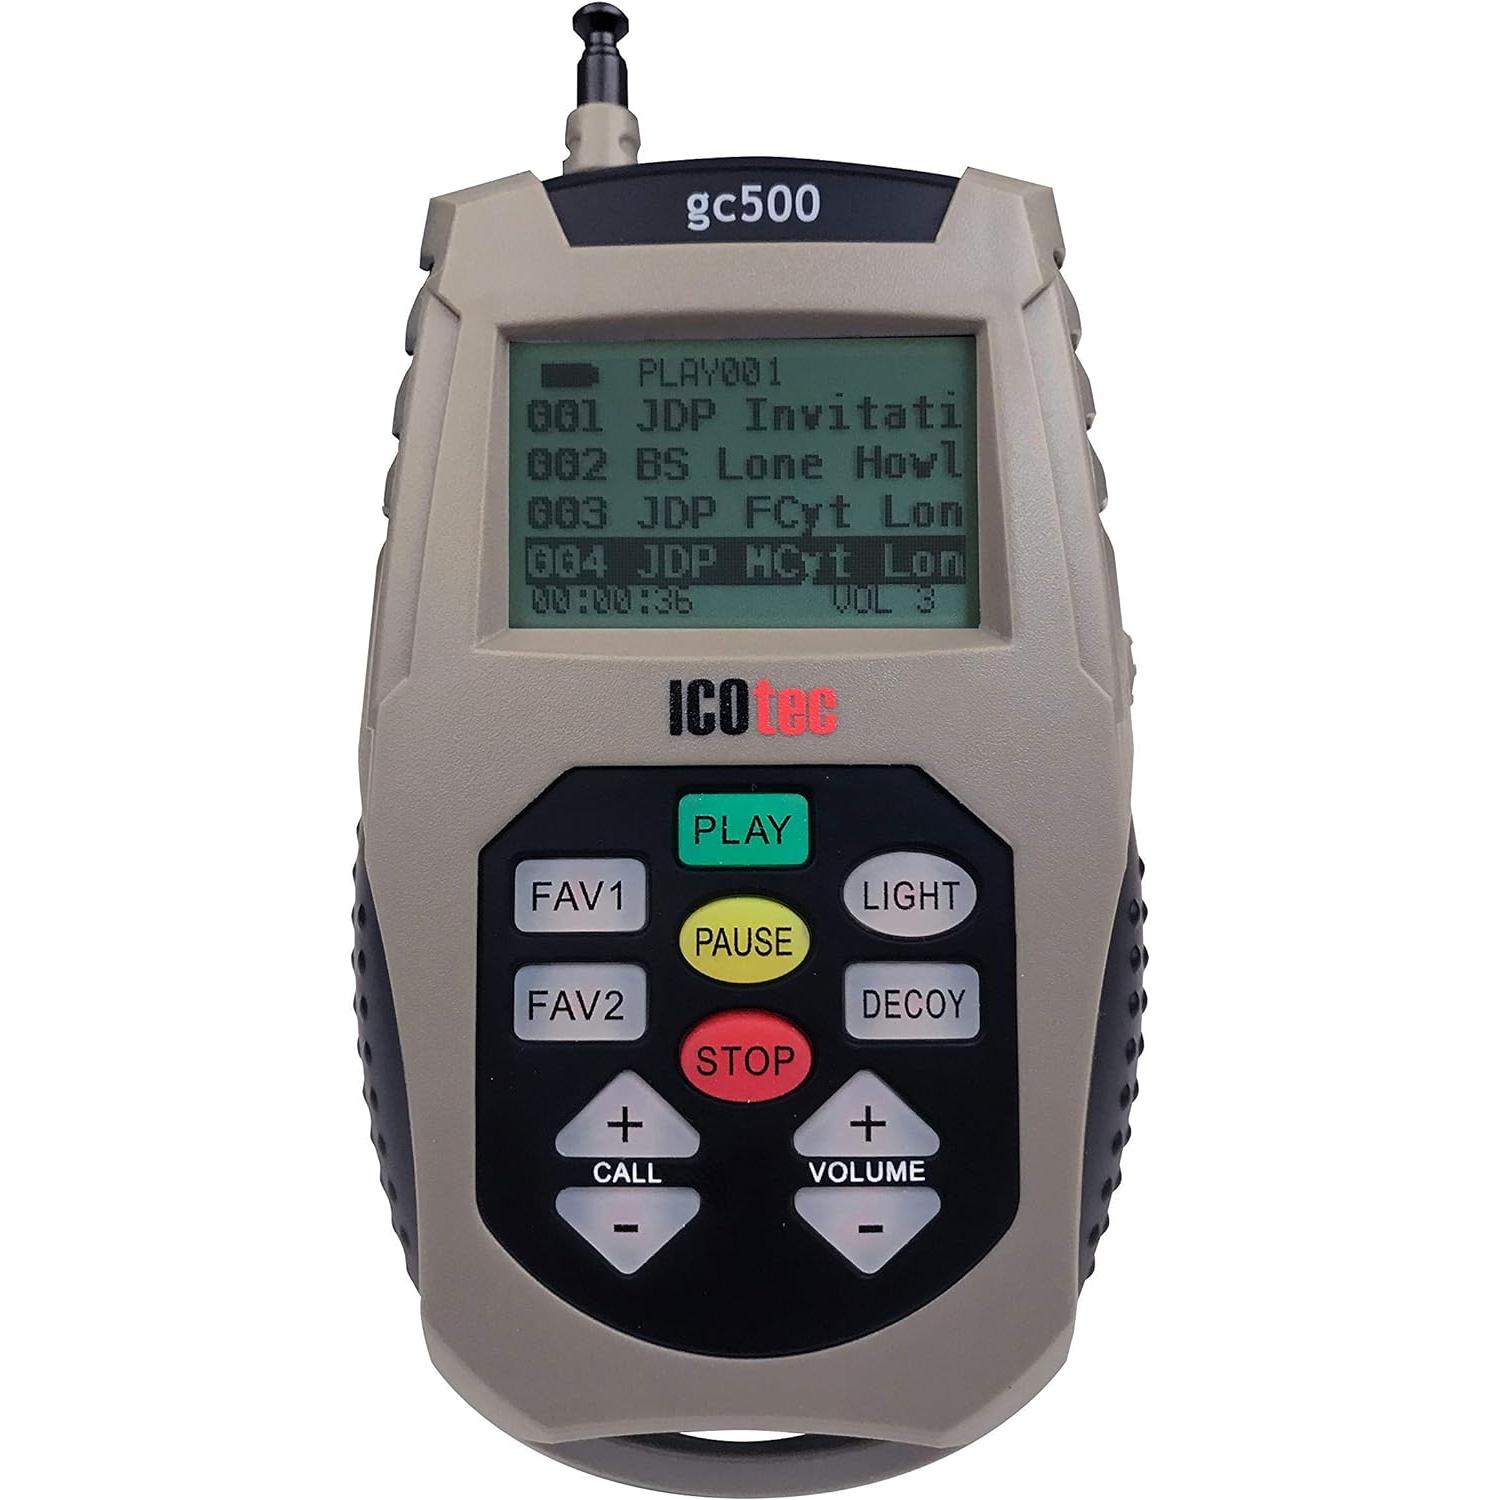 gc500
PLAY001
001 JDP Invitati
002 BS Lone Howl
003 JDP FCyt Lon
004 JDP MCyt Lon
00:00:36 VOL 3
ICOtec
PLAY
FAV1
LIGHT
PAUSE
FAV2
DECOY
STOP
+ +
CALL VOLUME
- -